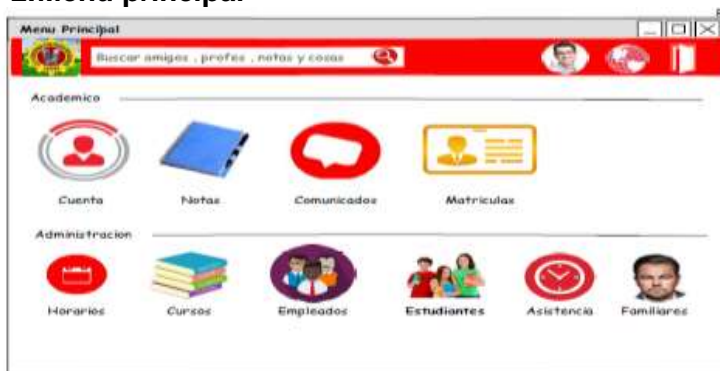 Menu Principal
Buscar amigos , profes , notas y cosas
Academico
Cuenta Notas Comunicados Matriculas
Administracion
Horarios Cursos Empleados Estudiantes Asistencia Familiares